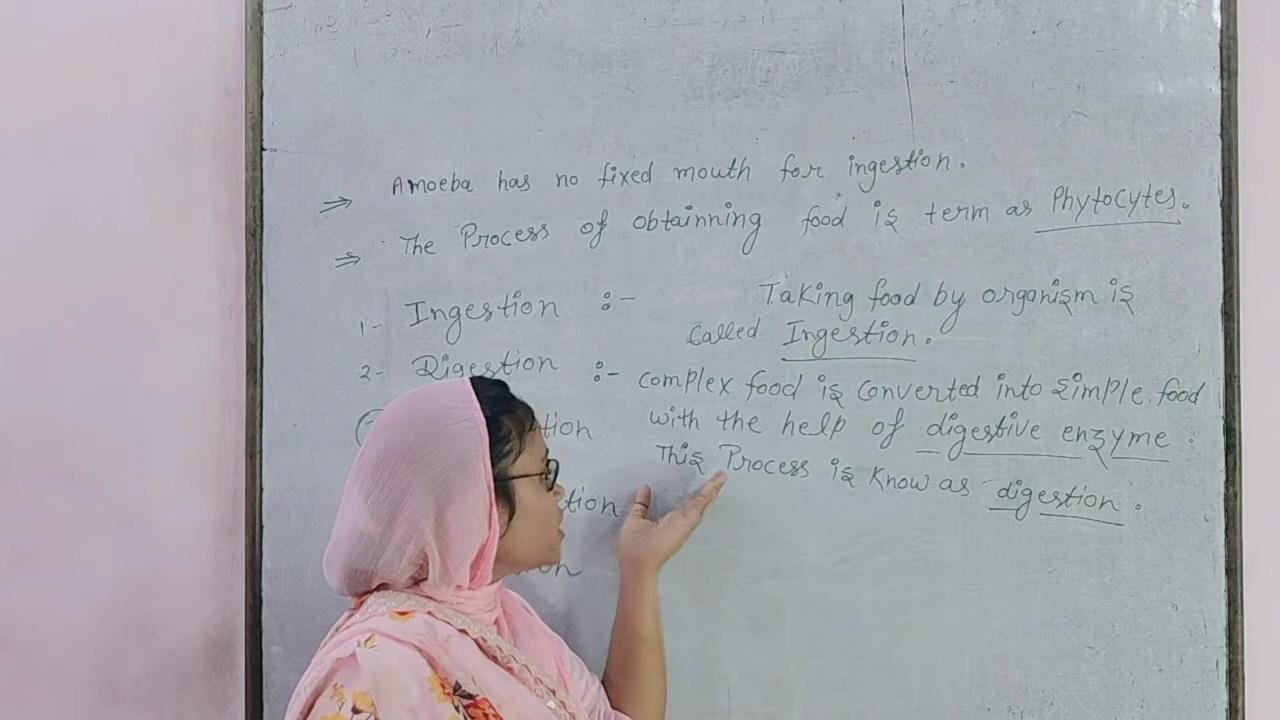 ⇒ Amoeba has no fixed mouth for ingestion.
⇒ The Process of obtainning food is term as Phytocytes.
1- Ingestion :- Taking food by organism is
called Ingestion.
2- Digestion :- complex food is converted into simple food
with the help of digestive enzyme.
This Process is know as digestion.